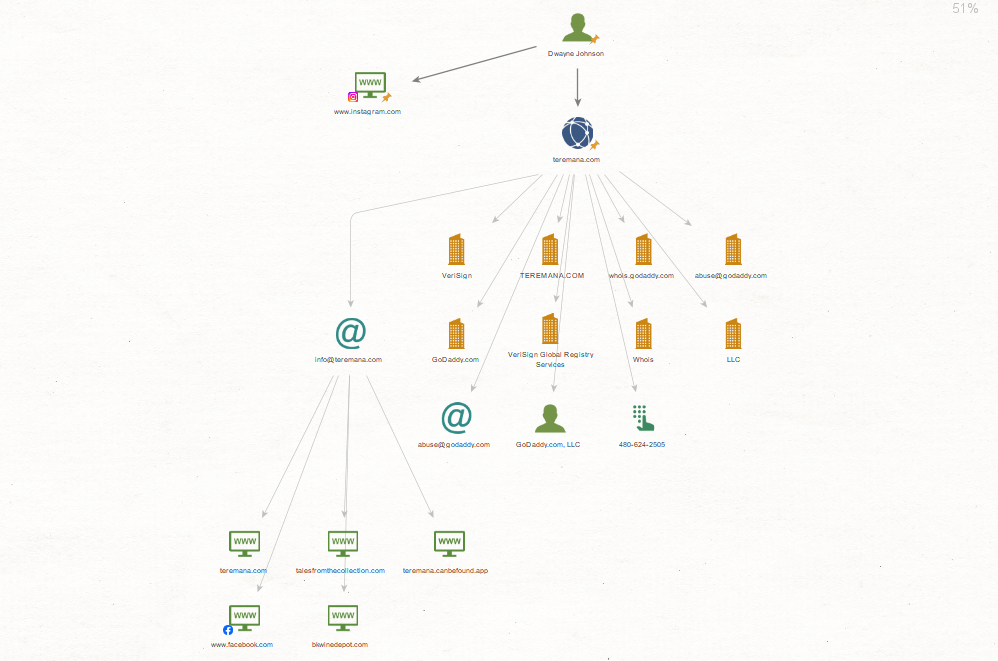 51%
Dwayne Johnson
WWW
www.instagram.com
teremana.com
VeriSign
TEREMANA.COM
whois.godaddy.com
abuse@godaddy.com
@
info@teremana.com
GoDaddy.com
VeriSign Global Registry
Services
Whois
LLC
@
abuse@godaddy.com
GoDaddy.com, LLC
480-624-2505
WWW
teremana.com
WWW
talesfromthecollection.com
WWW
teremana.canbefound.app
WWW
www.facebook.com
WWW
bkwinedepot.com